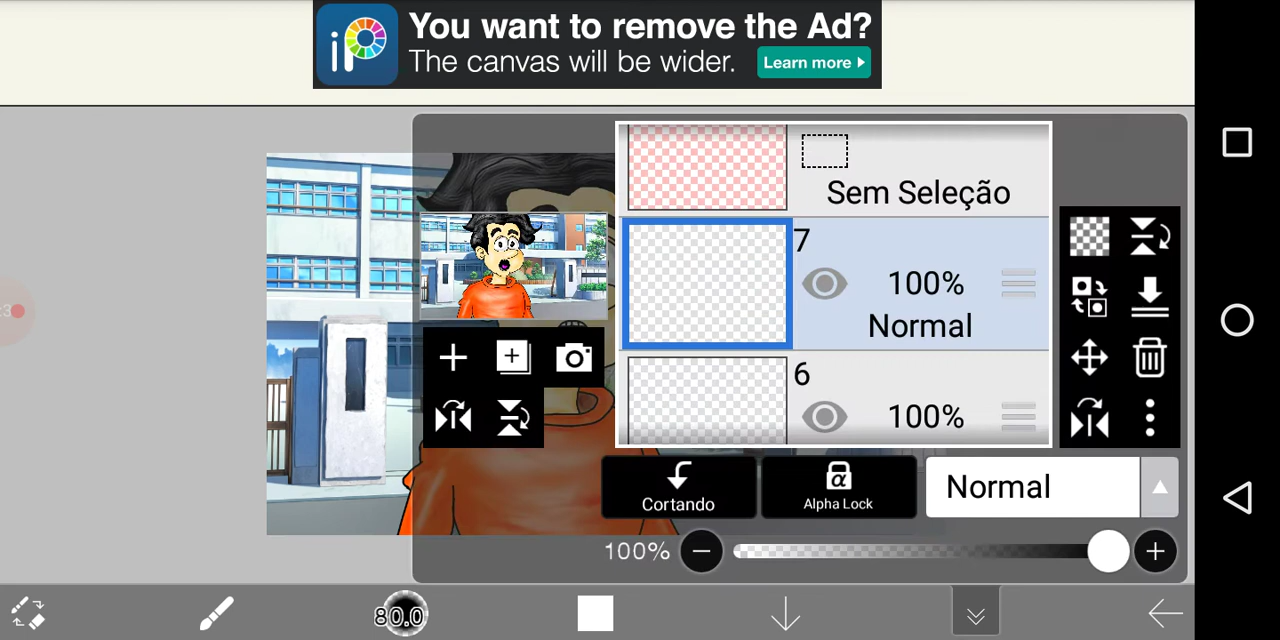 iP
You want to remove the Ad?
The canvas will be wider.
Learn more
Sem Seleção
7
100%
Normal
6
100%
Cortando
α
Alpha Lock
Normal
100%
80.0